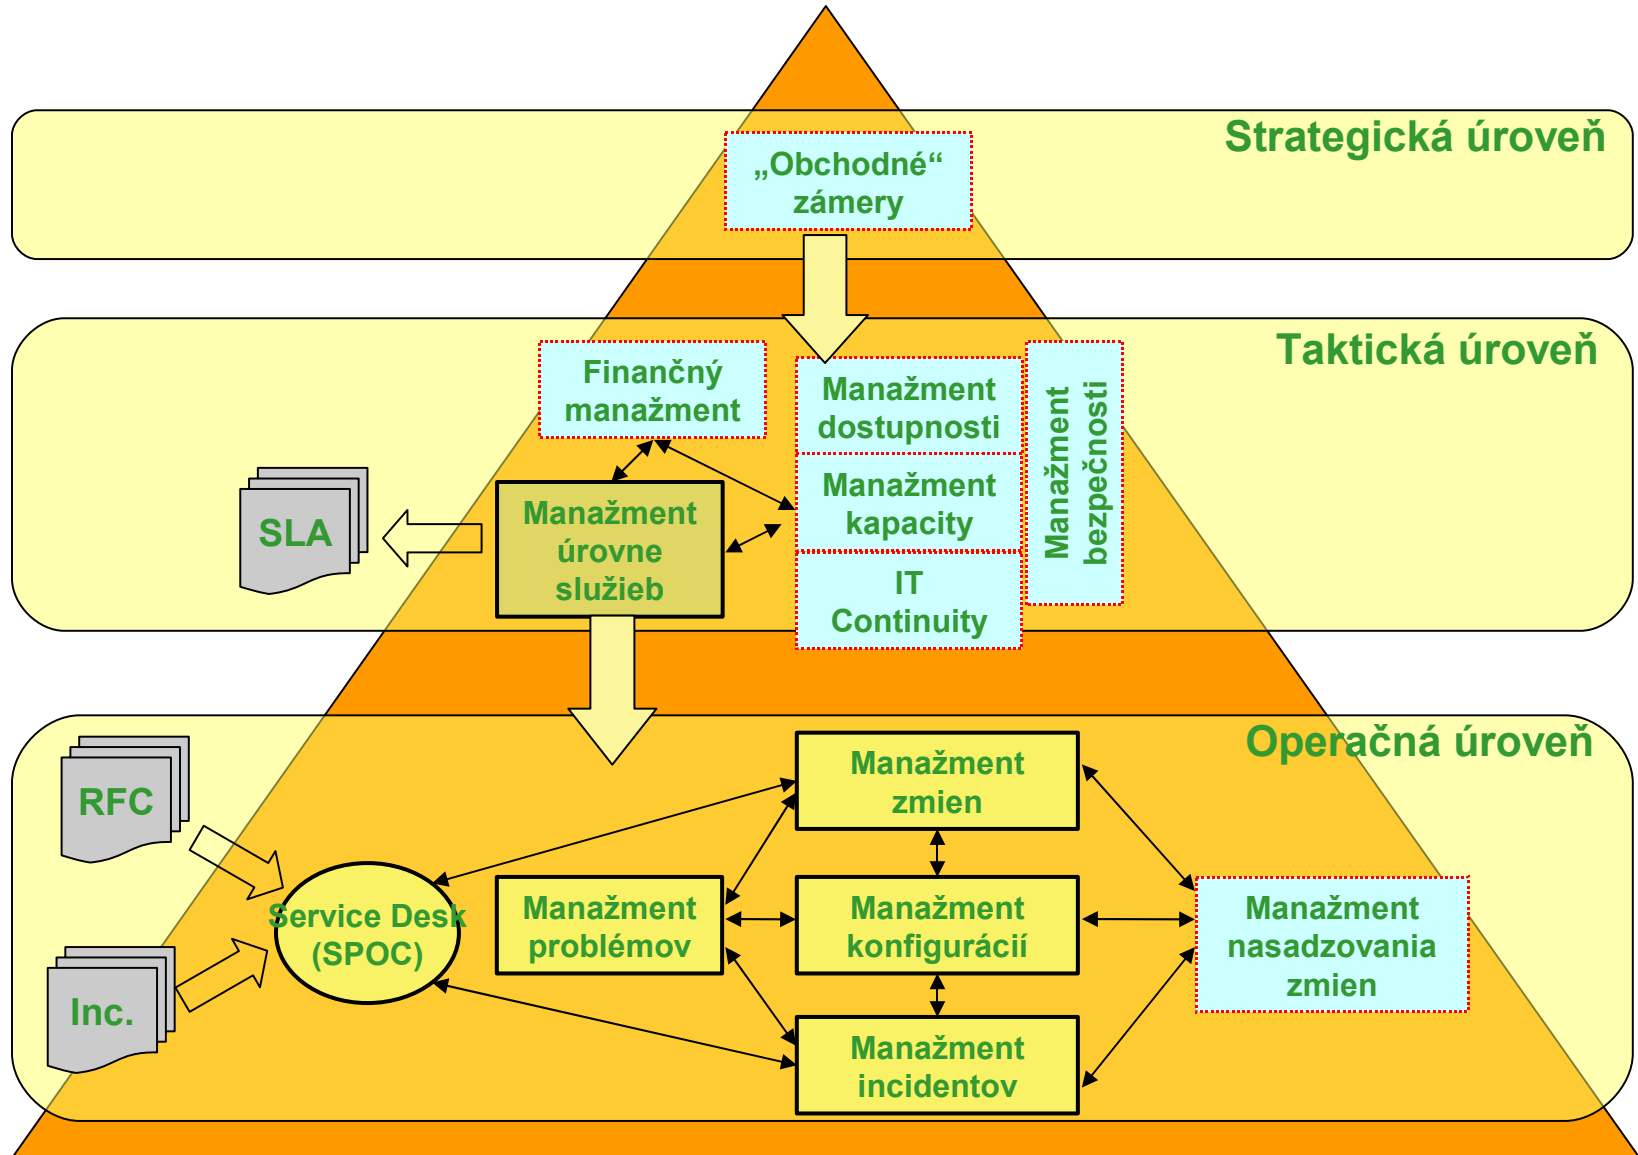 Strategická úroveň
„Obchodné“
zámery
Taktická úroveň
Finančný
manažment
Manažment
dostupnosti
Manažment
kapacity
IT
Continuity
Manažment
bezpečnosti
SLA
Manažment
úrovne
služieb
Operačná úroveň
RFC
Inc.
Service Desk
(SPOC)
Manažment
problémov
Manažment
zmien
Manažment
konfigurácií
Manažment
incidentov
Manažment
nasadzovania
zmien